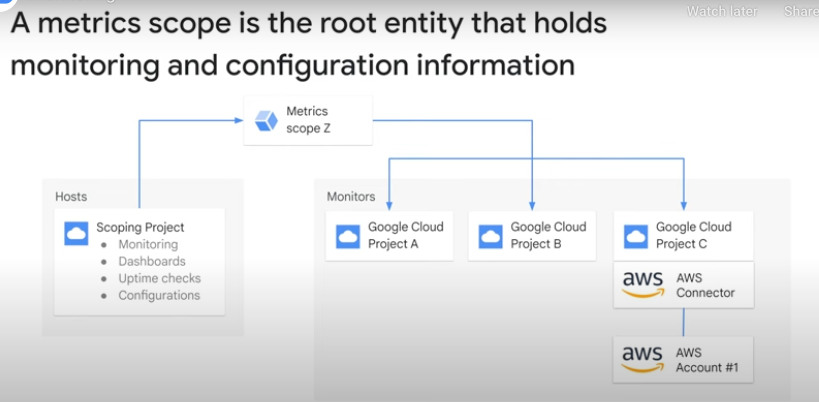 Watch later Share
A metrics scope is the root entity that holds
monitoring and configuration information
Metrics
scope Z
Hosts
Scoping Project
• Monitoring
• Dashboards
• Uptime checks
• Configurations
Monitors
Google Cloud
Project A
Google Cloud
Project B
Google Cloud
Project C
aws
AWS
Connector
aws
AWS
Account #1